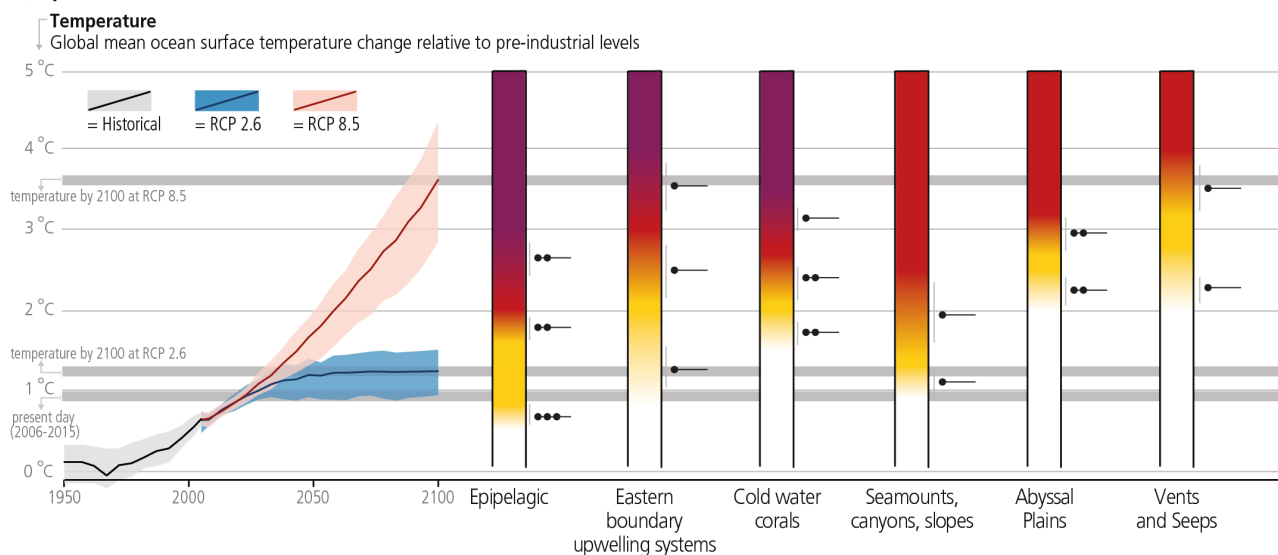 Temperature
Global mean ocean surface temperature change relative to pre-industrial levels
5 °C
4 °C
3 °C
2 °C
1 °C
0 °C
= Historical
= RCP 2.6
= RCP 8.5
temperature by 2100 at RCP 8.5
temperature by 2100 at RCP 2.6
present day
(2006-2015)
1950
2000
2050
2100
Epipelagic
Eastern
boundary
upwelling systems
Cold water
corals
Seamounts,
canyons, slopes
Abyssal
Plains
Vents
and Seeps